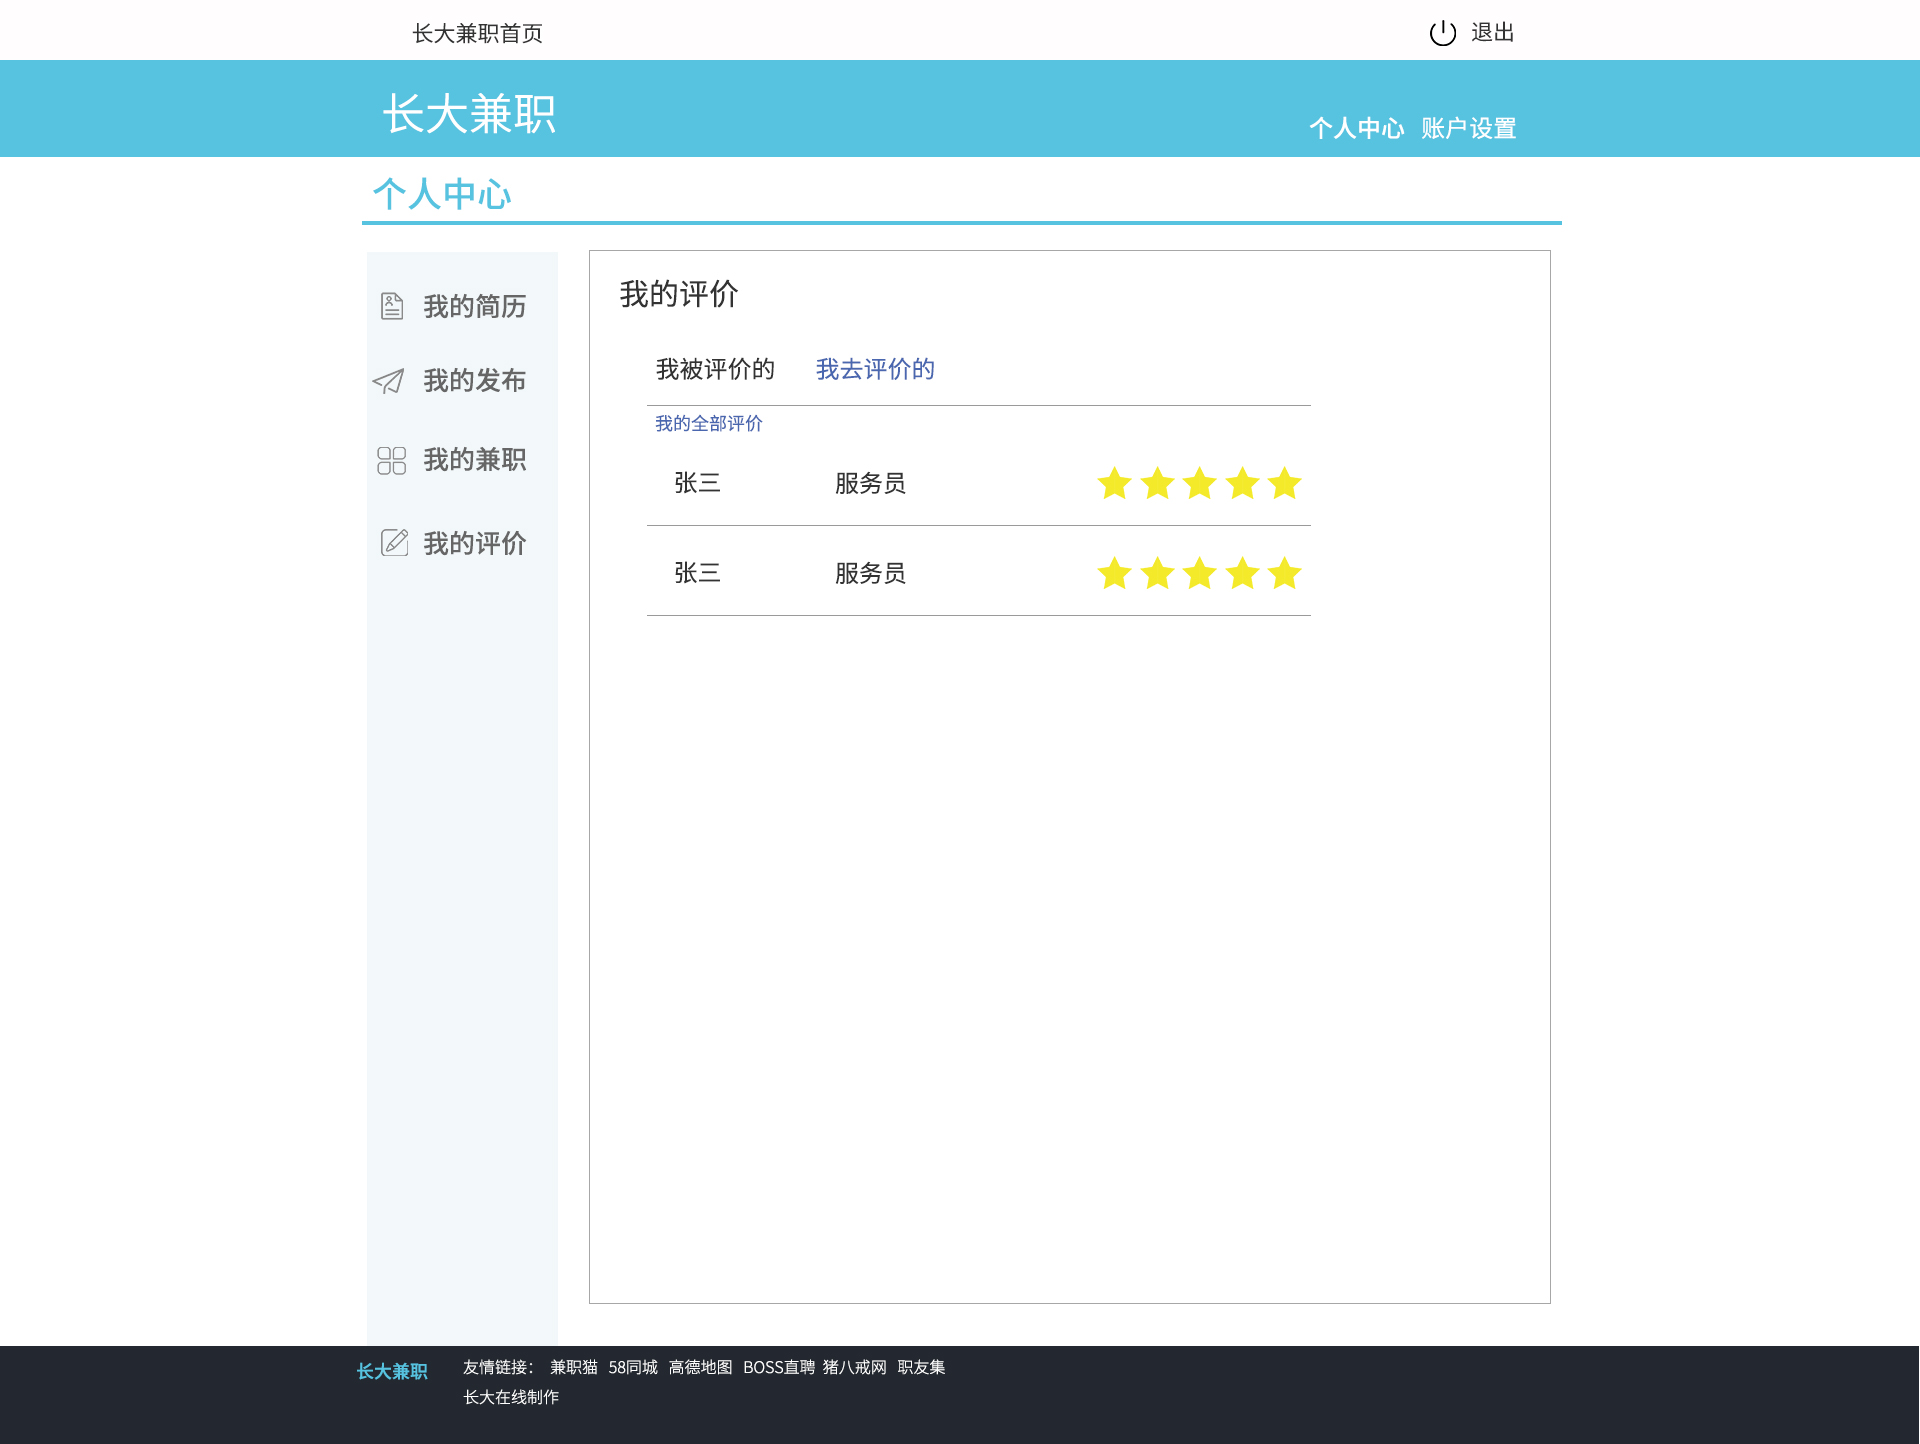 长大兼职首页 退出
长大兼职
个人中心 账户设置
个人中心
我的简历
我的发布
我的兼职
我的评价
我的评价
我被评价的 我去评价的
我的全部评价
张三 服务员
张三 服务员
长大兼职 友情链接： 兼职猫 58同城 高德地图 BOSS直聘 猪八戒网 职友集
长大在线制作